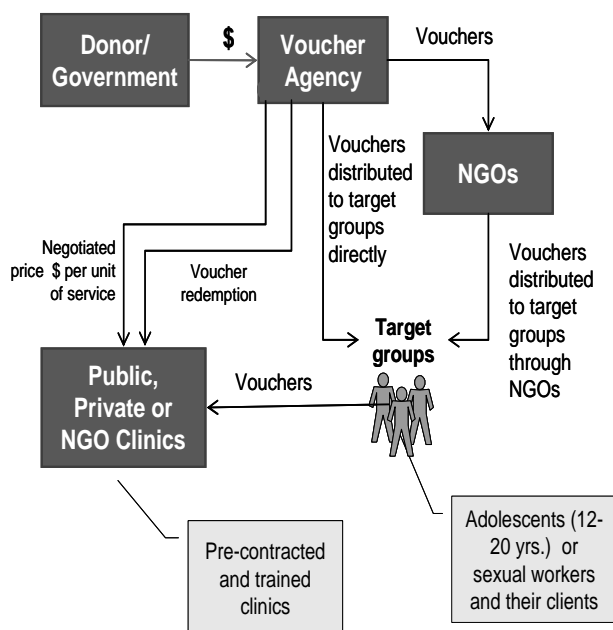 Donor/
Government
$
Voucher
Agency
Vouchers
NGOs
Vouchers
distributed
to target
groups
directly
Negotiated
price $ per unit
of service
Voucher
redemption
Vouchers
distributed
to target
groups
through
NGOs
Target
groups
Public,
Private or
NGO Clinics
Vouchers
Pre-contracted
and trained
clinics
Adolescents (12-
20 yrs.) or
sexual workers
and their clients